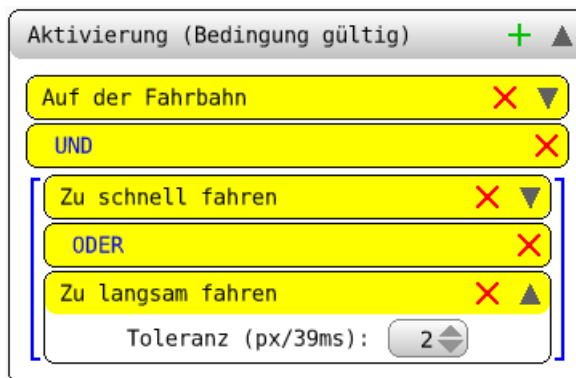 Aktivierung (Bedingung gültig)
Auf der Fahrbahn
UND
Zu schnell fahren
ODER
Zu langsam fahren
Toleranz (px/39ms): 2